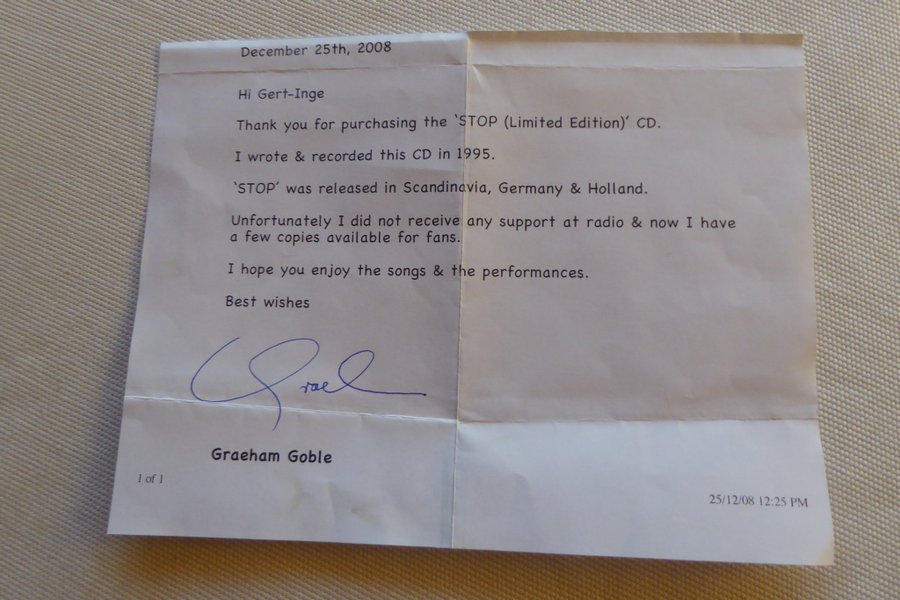 December 25th, 2008
Hi Gert-Inge
Thank you for purchasing the 'STOP (Limited Edition)' CD.
I wrote & recorded this CD in 1995.
'STOP' was released in Scandinavia, Germany & Holland.
Unfortunately I did not receive any support at radio & now I have
a few copies available for fans.
I hope you enjoy the songs & the performances.
Best wishes
Grae
Graeham Goble
1 of 1
25/12/08 12:25 PM